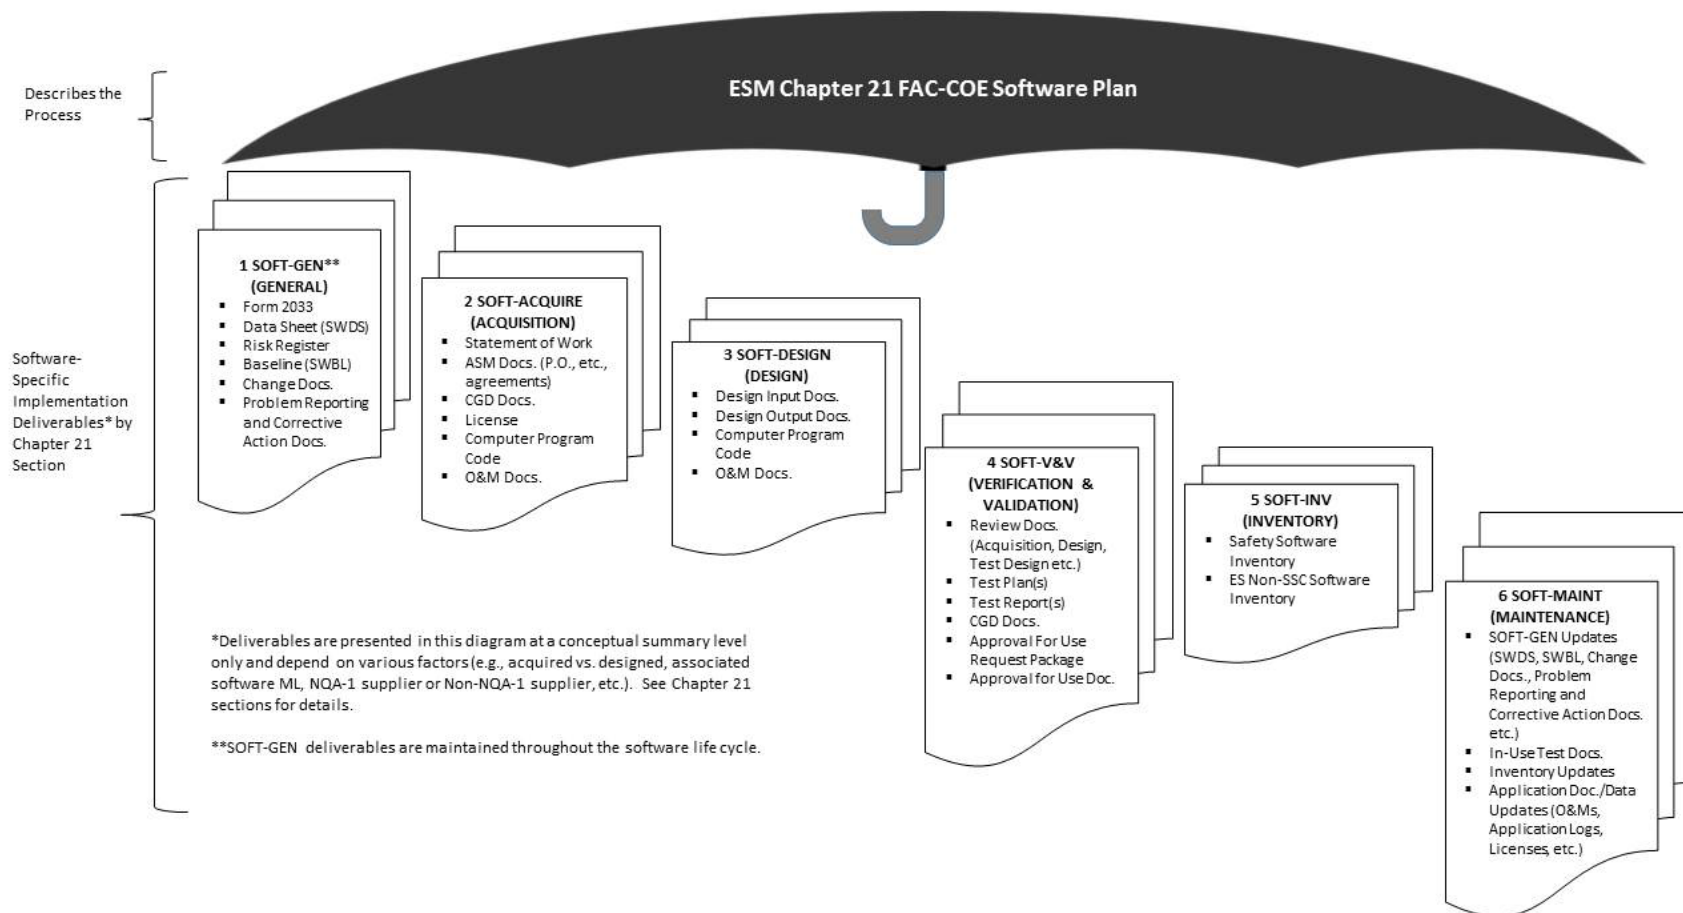 ESM Chapter 21 FAC-COE Software Plan
Describes the
Process
Software-
Specific
Implementation
Deliverables* by
Chapter 21
Section
1 SOFT-GEN**
(GENERAL)
▪ Form 2033
▪ Data Sheet (SWDS)
▪ Risk Register
▪ Baseline (SWBL)
▪ Change Docs.
▪ Problem Reporting
and Corrective
Action Docs.
2 SOFT-ACQUIRE
(ACQUISITION)
▪ Statement of Work
▪ ASM Docs. (P.O., etc.,
agreements)
▪ CGD Docs.
▪ License
▪ Computer Program
Code
▪ O&M Docs.
3 SOFT-DESIGN
(DESIGN)
▪ Design Input Docs.
▪ Design Output Docs.
▪ Computer Program
Code
▪ O&M Docs.
4 SOFT-V&V
(VERIFICATION &
VALIDATION)
▪ Review Docs.
(Acquisition, Design,
Test Design etc.)
▪ Test Plan(s)
▪ Test Report(s)
▪ CGD Docs.
▪ Approval For Use
Request Package
▪ Approval for Use Doc.
5 SOFT-INV
(INVENTORY)
▪ Safety Software
Inventory
▪ ES Non-SSC Software
Inventory
6 SOFT-MAINT
(MAINTENANCE)
▪ SOFT-GEN Updates
(SWDS, SWBL, Change
Docs., Problem
Reporting and
Corrective Action Docs.
etc.)
▪ In-Use Test Docs.
▪ Inventory Updates
▪ Application Doc./Data
Updates (O&Ms,
Application Logs,
Licenses, etc.)
*Deliverables are presented in this diagram at a conceptual summary level
only and depend on various factors (e.g., acquired vs. designed, associated
software ML, NQA-1 supplier or Non-NQA-1 supplier, etc.). See Chapter 21
sections for details.
**SOFT-GEN deliverables are maintained throughout the software life cycle.